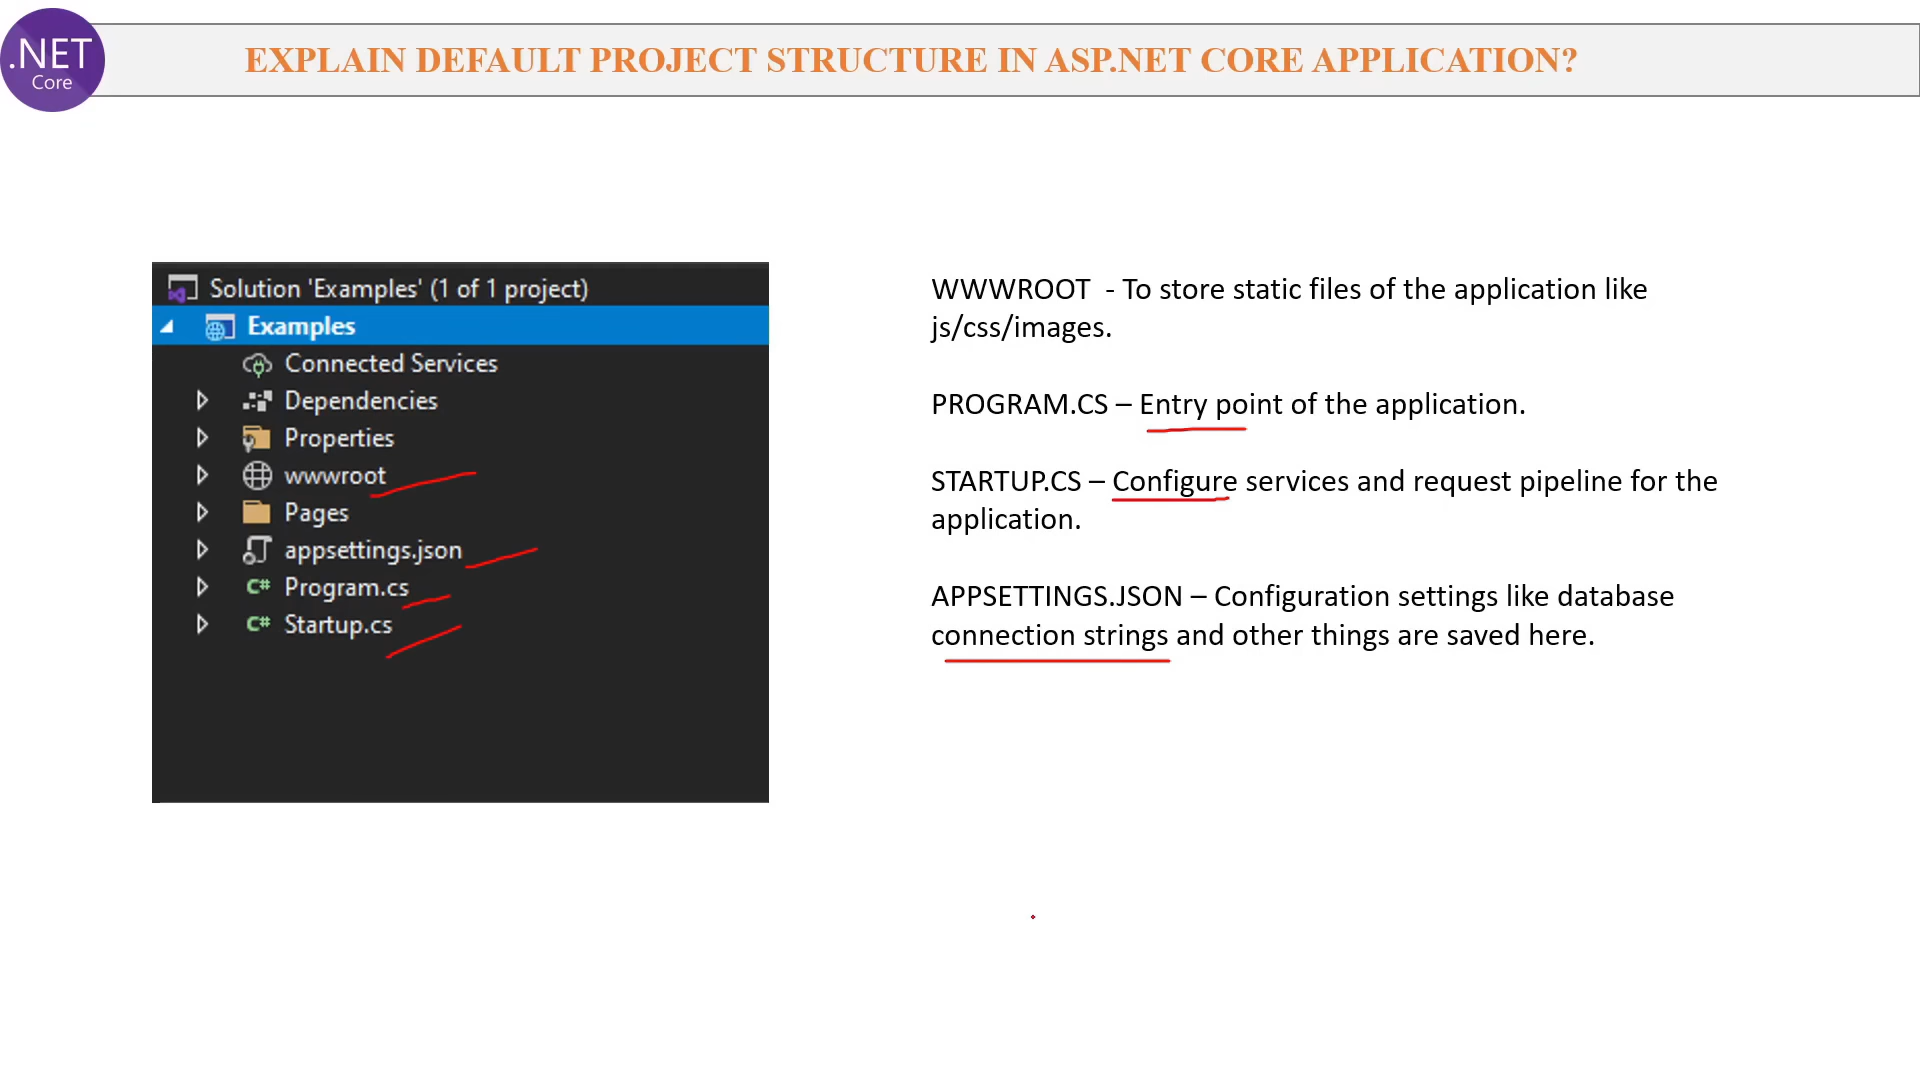 .NET
Core
EXPLAIN DEFAULT PROJECT STRUCTURE IN ASP.NET CORE APPLICATION?
Solution 'Examples' (1 of 1 project)
Examples
Connected Services
Dependencies
Properties
wwwroot
Pages
appsettings.json
C# Program.cs
C# Startup.cs
WWWROOT - To store static files of the application like
js/css/images.
PROGRAM.CS – Entry point of the application.
STARTUP.CS – Configure services and request pipeline for the
application.
APPSETTINGS.JSON – Configuration settings like database
connection strings and other things are saved here.